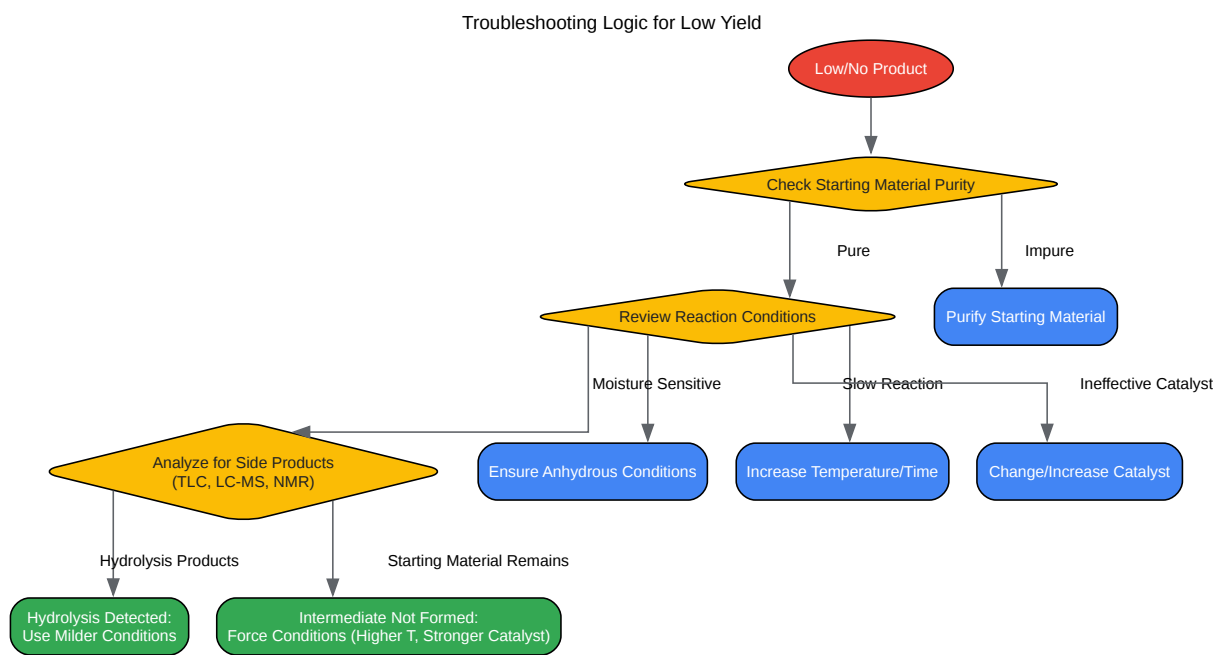 Troubleshooting Logic for Low Yield
Low/No Product
Check Starting Material Purity
Pure
Impure
Review Reaction Conditions
Purify Starting Material
Moisture Sensitive
Slow Reaction
Ineffective Catalyst
Analyze for Side Products
(TLC, LC-MS, NMR)
Ensure Anhydrous Conditions
Increase Temperature/Time
Change/Increase Catalyst
Hydrolysis Products
Starting Material Remains
Hydrolysis Detected:
Use Milder Conditions
Intermediate Not Formed:
Force Conditions (Higher T, Stronger Catalyst)